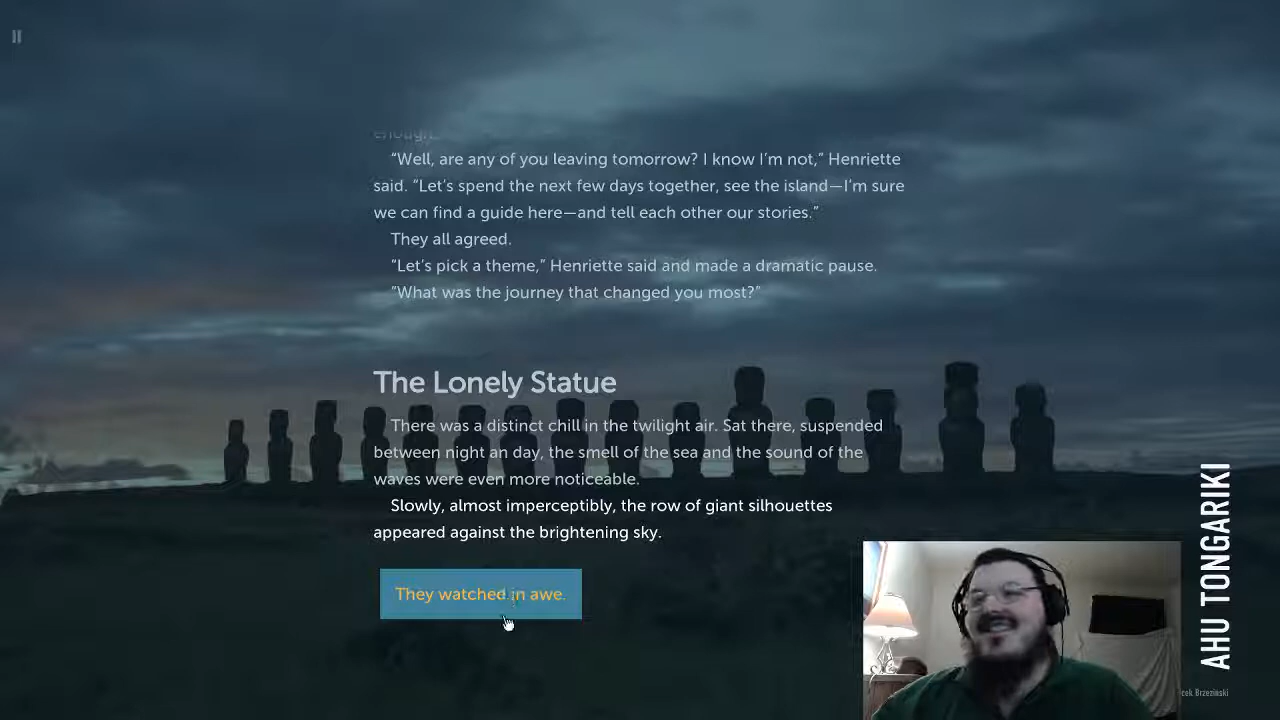 enough.
“Well, are any of you leaving tomorrow? I know I’m not,” Henriette
said. “Let’s spend the next few days together, see the island—I’m sure
we can find a guide here—and tell each other our stories.”
They all agreed.
“Let’s pick a theme,” Henriette said and made a dramatic pause.
“What was the journey that changed you most?”
The Lonely Statue
There was a distinct chill in the twilight air. Sat there, suspended
between night an day, the smell of the sea and the sound of the
waves were even more noticeable.
Slowly, almost imperceptibly, the row of giant silhouettes
appeared against the brightening sky.
They watched in awe.
AHU TONGARIKI
Brzezinski